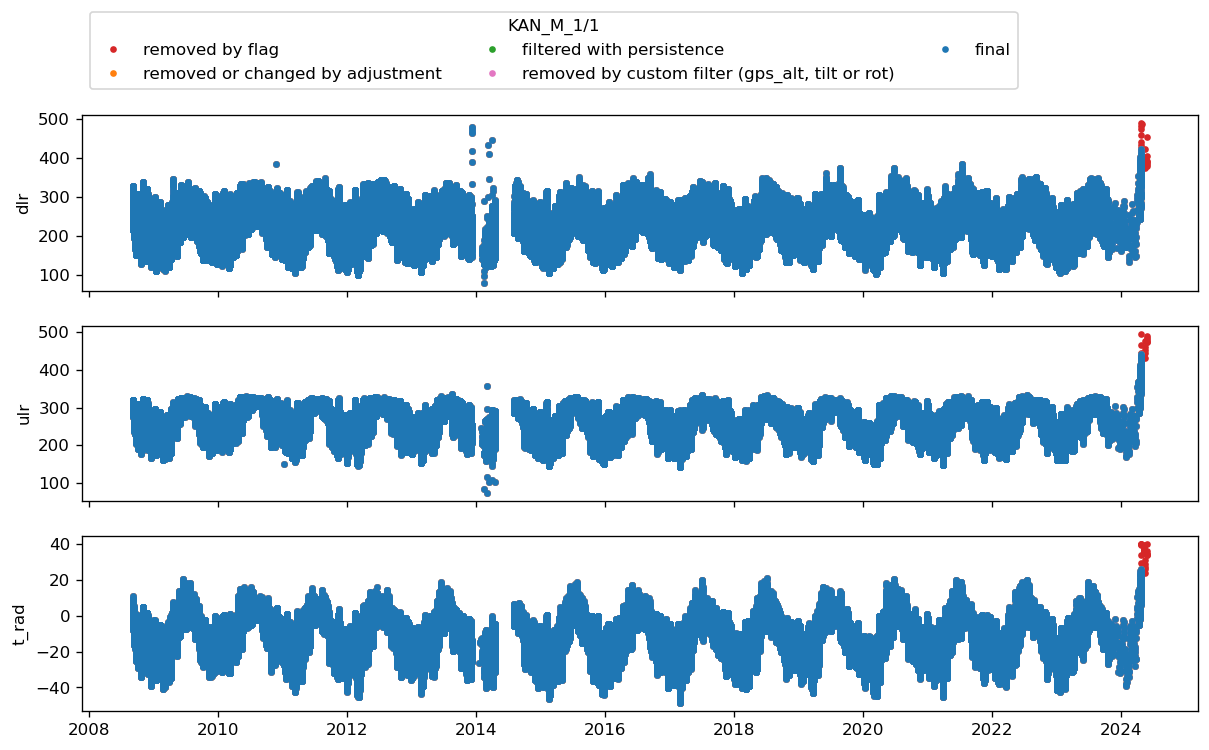 KAN_M_1/1
removed by flag
filtered with persistence
final
removed or changed by adjustment
removed by custom filter (gps_alt, tilt or rot)
500
400
300
200
100
dlr
500
400
300
200
100
ulr
40
20
0
−20
−40
t_rad
2008 2010 2012 2014 2016 2018 2020 2022 2024